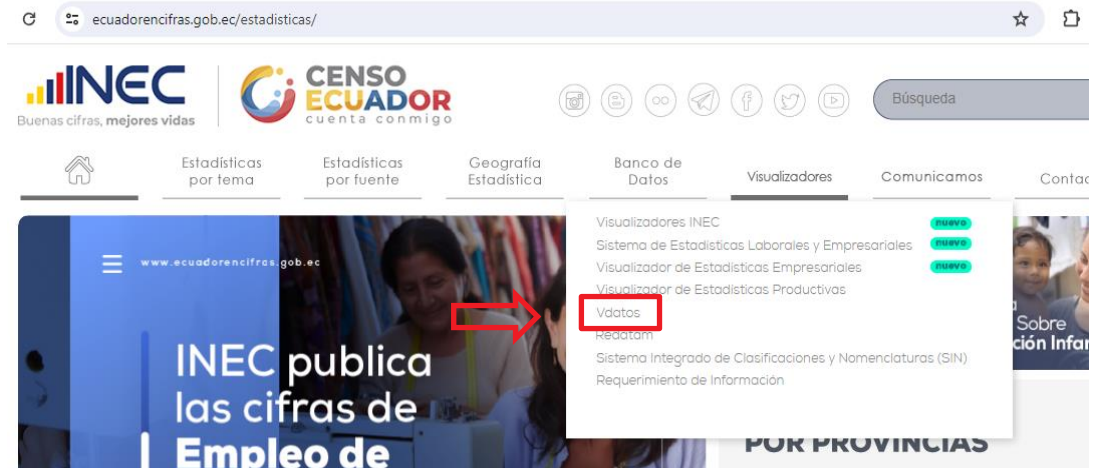 ecuadorencifras.gob.ec/estadisticas/
INEC
Buenas cifras, mejores vidas
CENSO
ECUADOR
cuenta conmigo
Búsqueda
Estadísticas
por tema
Estadísticas
por fuente
Geografía
Estadística
Banco de
Datos
Visualizadores
Comunicamos
Contac
www.ecuadorencifras.gob.ec
INEC publica
las cifras de
Empleo de
Visualizadores INEC nuevo
Sistema de Estadísticas Laborales y Empresariales nuevo
Visualizador de Estadísticas Empresariales nuevo
Visualizador de Estadísticas Productivas
Vdatos
Redatam
Sistema Integrado de Clasificaciones y Nomenclaturas (SIN)
Requerimiento de Información
Sobre
ción Infan
POR PROVINCIAS